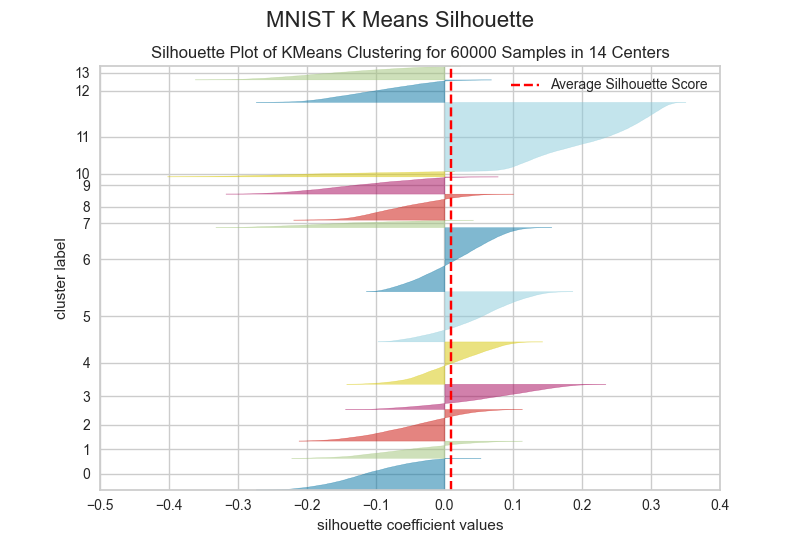 MNIST K Means Silhouette
Silhouette Plot of KMeans Clustering for 60000 Samples in 14 Centers
Average Silhouette Score
13
12
11
10
9
8
7
6
5
4
3
2
1
0
cluster label
−0.5 −0.4 −0.3 −0.2 −0.1 0.0 0.1 0.2 0.3 0.4
silhouette coefficient values